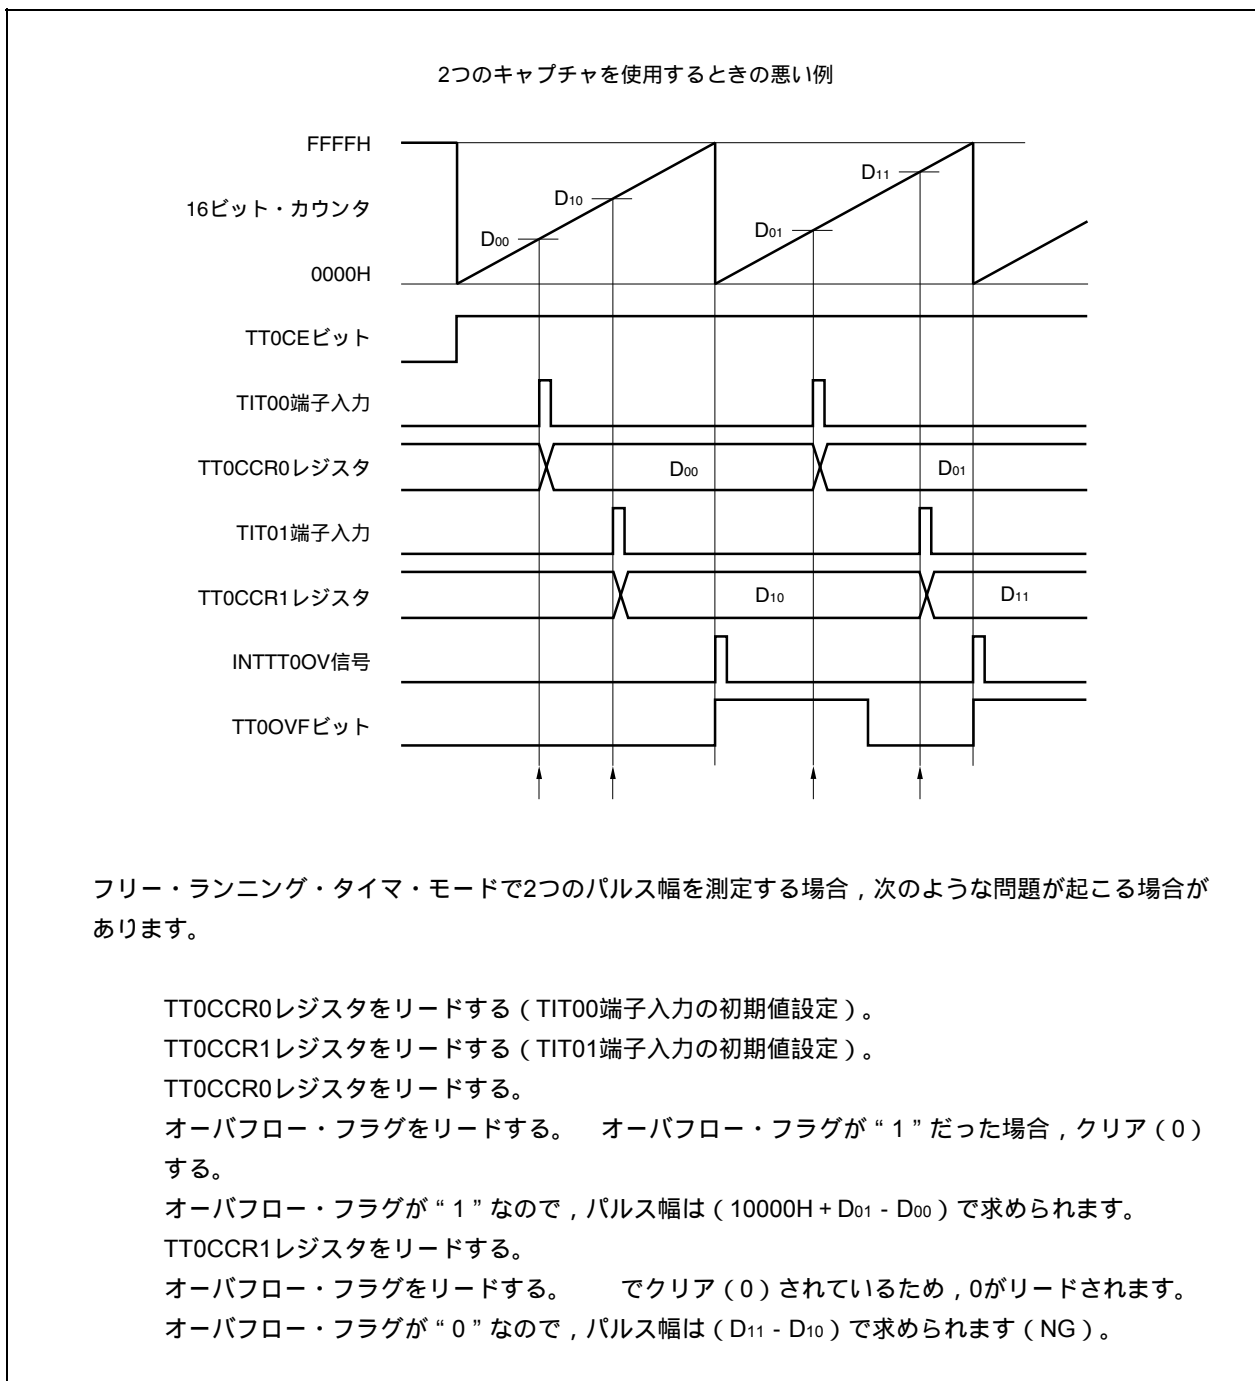 2つのキャプチャを使用するときの悪い例
FFFFH
16ビット・カウンタ
0000H
D00
D10
D01
D11
TT0CEビット
TIT00端子入力
TT0CCR0レジスタ
D00
D01
TIT01端子入力
TT0CCR1レジスタ
D10
D11
INTTT0OV信号
TT0OVFビット
フリー・ランニング・タイマ・モードで2つのパルス幅を測定する場合，次のような問題が起こる場合が
あります。
TT0CCR0レジスタをリードする（TIT00端子入力の初期値設定）。
TT0CCR1レジスタをリードする（TIT01端子入力の初期値設定）。
TT0CCR0レジスタをリードする。
オーバフロー・フラグをリードする。　オーバフロー・フラグが“1”だった場合，クリア（0）
する。
オーバフロー・フラグが“1”なので，パルス幅は（10000H + D01 - D00）で求められます。
TT0CCR1レジスタをリードする。
オーバフロー・フラグをリードする。　　でクリア（0）されているため，0がリードされます。
オーバフロー・フラグが“0”なので，パルス幅は（D11 - D10）で求められます（NG）。